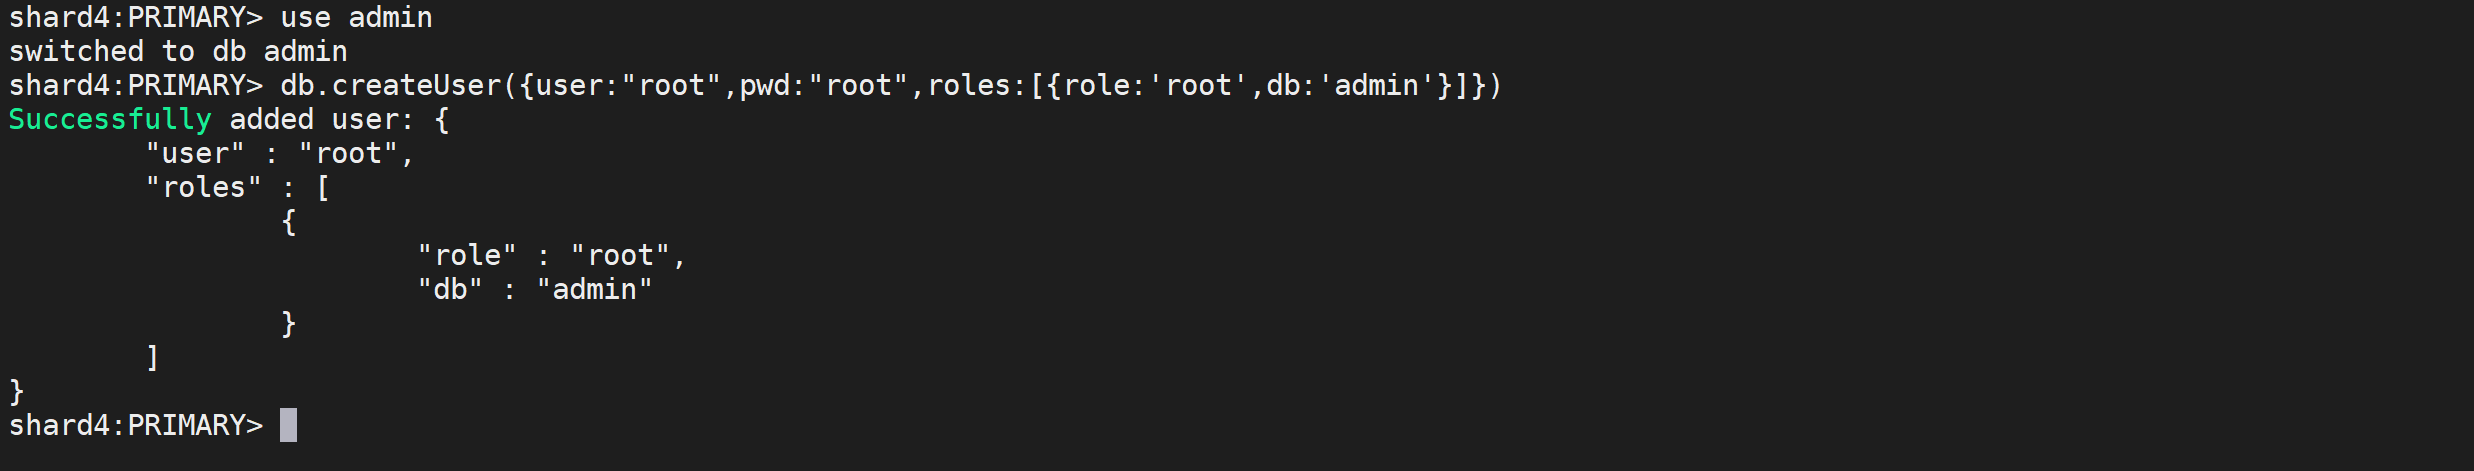 shard4:PRIMARY> use admin
switched to db admin
shard4:PRIMARY> db.createUser({user:"root",pwd:"root",roles:[{role:'root',db:'admin'}]})
Successfully added user: {
        "user" : "root",
        "roles" : [
                {
                        "role" : "root",
                        "db" : "admin"
                }
        ]
}
shard4:PRIMARY>